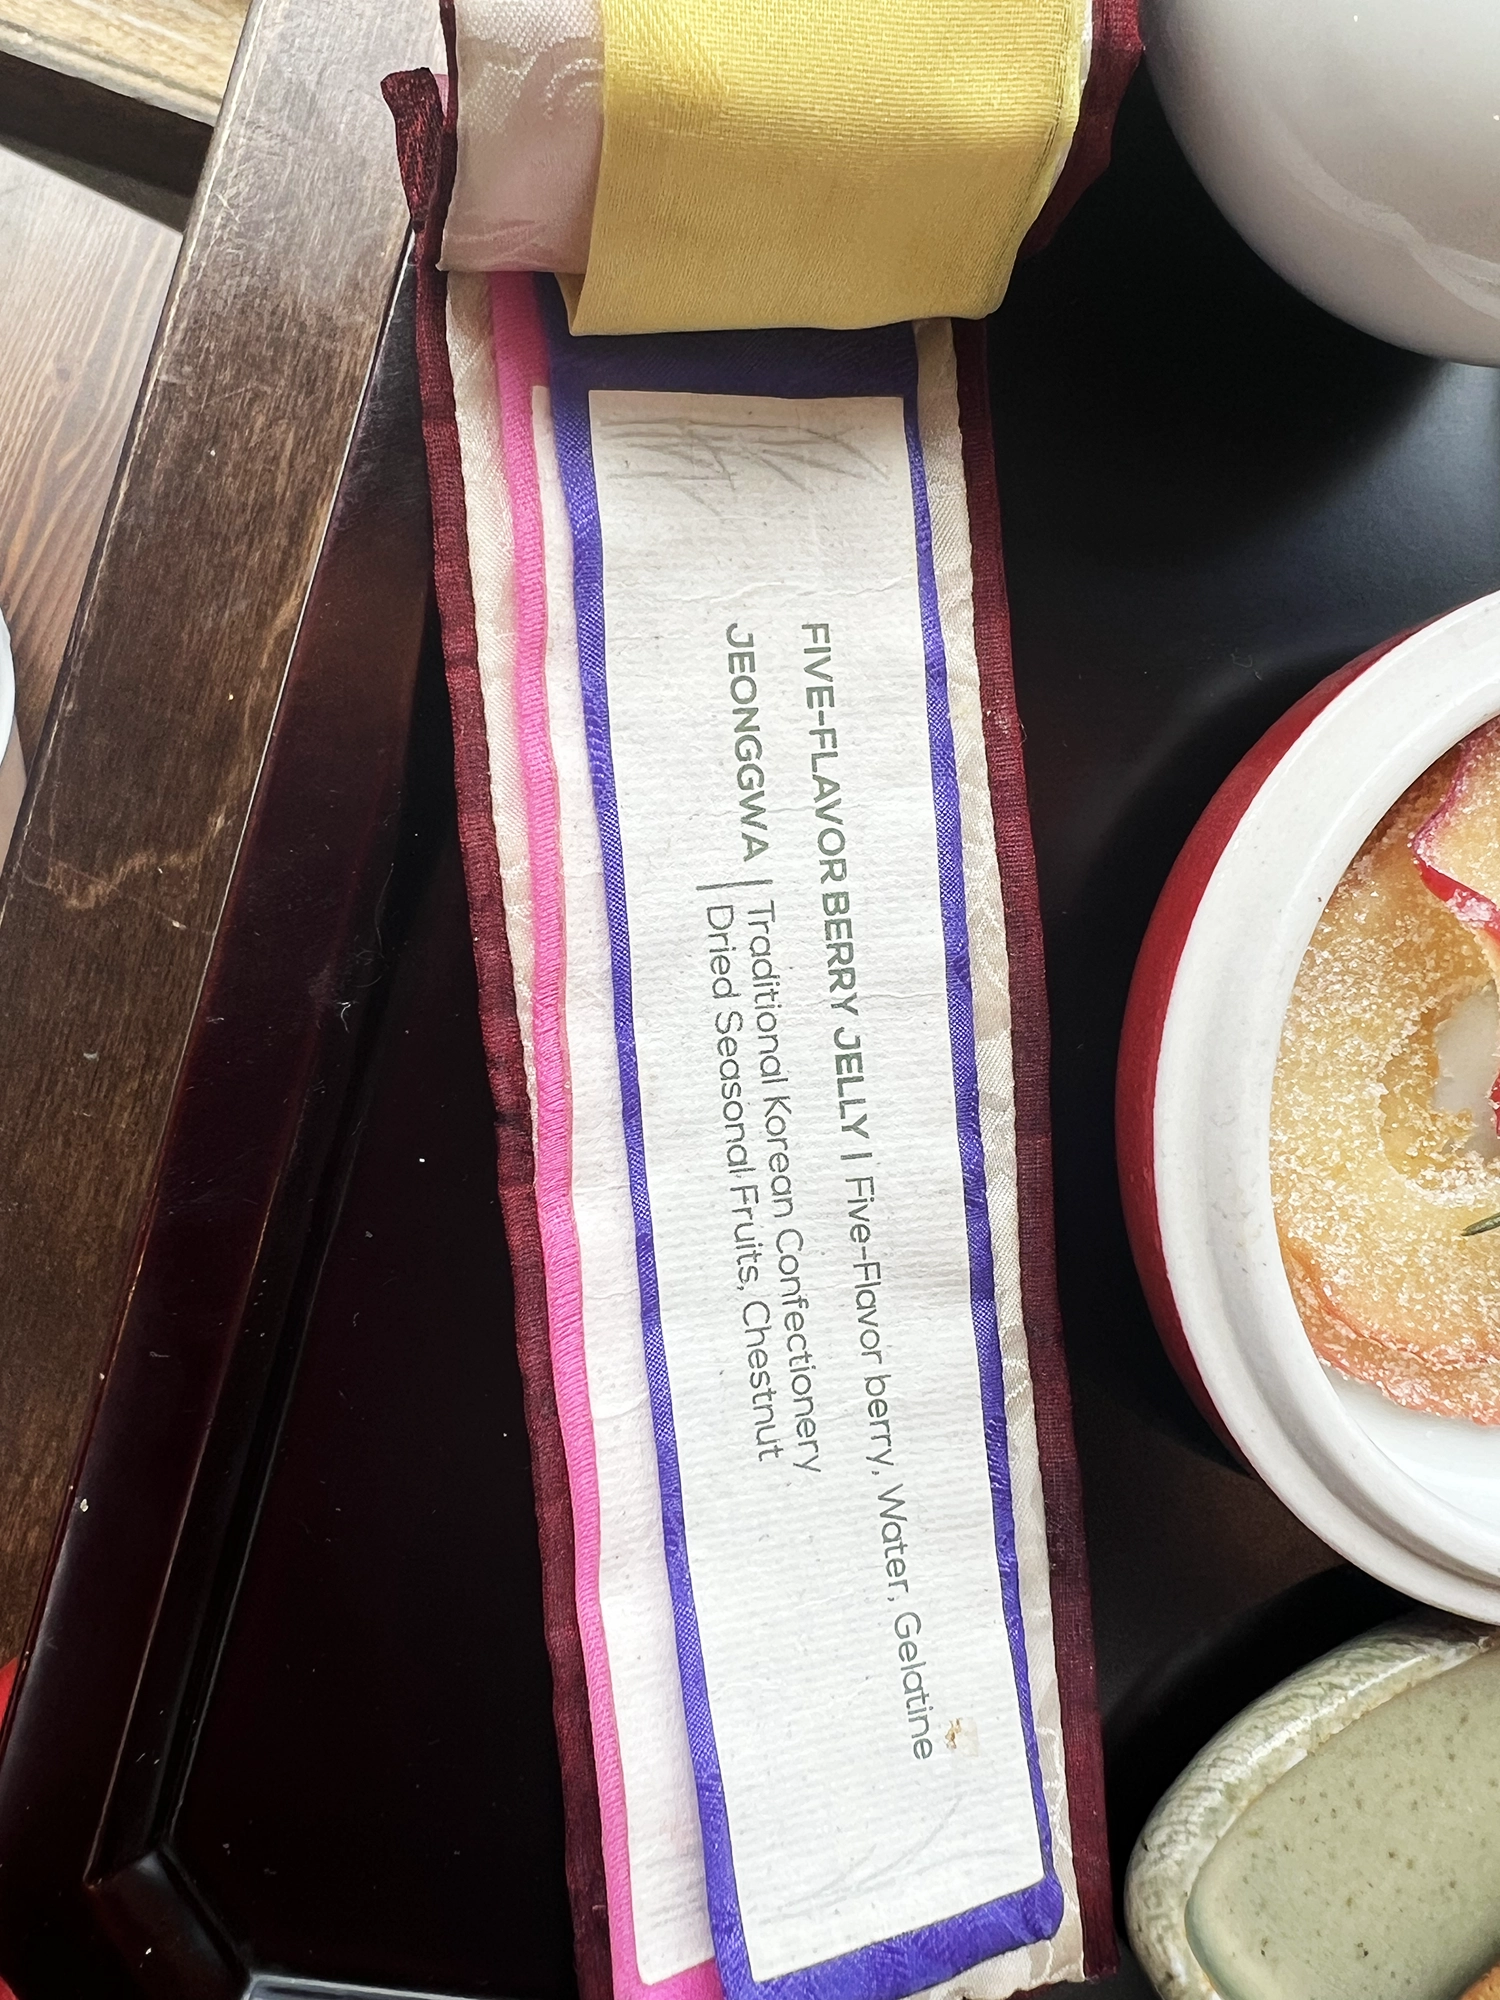 FIVE-FLAVOR BERRY JELLY | Five-Flavor berry, Water, Gelatine
JEONGGWA | Traditional Korean Confectionery
Dried Seasonal Fruits, Chestnut